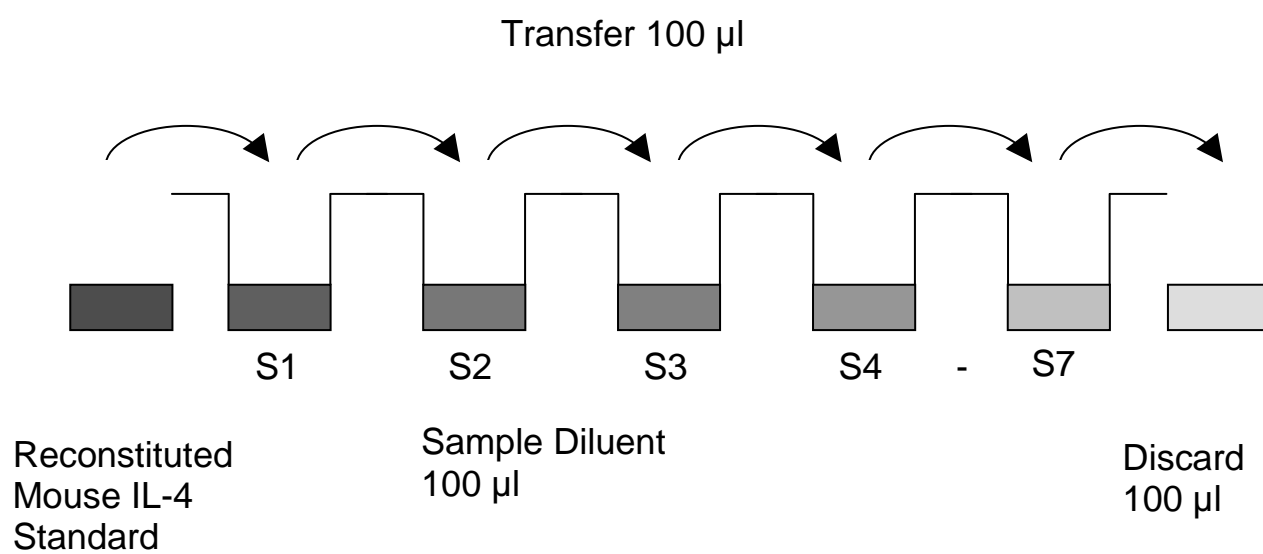 Transfer 100 µl
S1 S2 S3 S4 - S7
Reconstituted
Mouse IL-4
Standard
Sample Diluent
100 µl
Discard
100 µl